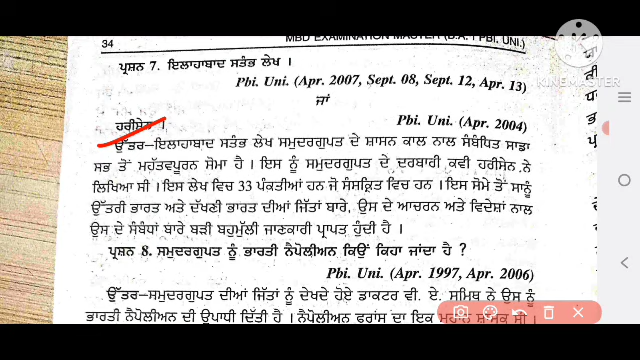 34
MBD EXAMINATION MASTER (B.A. I PBI. UNI.)
ਪ੍ਰਸ਼ਨ 7. ਇਲਾਹਾਬਾਦ ਸਤੰਭ ਲੇਖ ।
Pbi. Uni. (Apr. 2007, Sept. 08, Sept. 12, Apr. 13)
ਜਾਂ
ਹਰੀਸੇਨ ।
Pbi. Uni. (Apr. 2004)
ਉੱਤਰ-ਇਲਾਹਾਬਾਦ ਸਤੰਭ ਲੇਖ ਸਮੁਦਰਗੁਪਤ ਦੇ ਸ਼ਾਸਨ ਕਾਲ ਨਾਲ ਸੰਬੰਧਿਤ ਸਾਡਾ
ਸਭ ਤੋਂ ਮਹੱਤਵਪੂਰਨ ਸੋਮਾ ਹੈ । ਇਸ ਨੂੰ ਸਮੁਦਰਗੁਪਤ ਦੇ ਦਰਬਾਰੀ ਕਵੀ ਹਰੀਸੇਨ ਨੇ
ਲਿਖਿਆ ਸੀ । ਇਸ ਲੇਖ ਵਿਚ 33 ਪੰਕਤੀਆਂ ਹਨ ਜੋ ਸੰਸਕ੍ਰਿਤ ਵਿਚ ਹਨ । ਇਸ ਸੋਮੇ ਤੋਂ ਸਾਨੂੰ
ਉੱਤਰੀ ਭਾਰਤ ਅਤੇ ਦੱਖਣੀ ਭਾਰਤ ਦੀਆਂ ਜਿੱਤਾਂ ਬਾਰੇ, ਉਸ ਦੇ ਆਚਰਨ ਅਤੇ ਵਿਦੇਸ਼ਾਂ ਨਾਲ
ਉਸ ਦੇ ਸੰਬੰਧਾਂ ਬਾਰੇ ਬੜੀ ਬਹੁਮੁੱਲੀ ਜਾਣਕਾਰੀ ਪ੍ਰਾਪਤ ਹੁੰਦੀ ਹੈ ।
ਪ੍ਰਸ਼ਨ 8. ਸਮੁਦਰਗੁਪਤ ਨੂੰ ਭਾਰਤੀ ਨੈਪੋਲੀਅਨ ਕਿਉਂ ਕਿਹਾ ਜਾਂਦਾ ਹੈ ?
Pbi. Uni. (Apr. 1997, Apr. 2006)
ਉੱਤਰ-ਸਮੁਦਰਗੁਪਤ ਦੀਆਂ ਜਿੱਤਾਂ ਨੂੰ ਦੇਖਦੇ ਹੋਏ ਡਾਕਟਰ ਵੀ. ਏ. ਸਮਿਥ ਨੇ ਉਸ ਨੂੰ
ਭਾਰਤੀ ਨੈਪੋਲੀਅਨ ਦੀ ਉਪਾਧੀ ਦਿੱਤੀ ਹੈ । ਨੈਪੋਲੀਅਨ ਫਰਾਂਸ ਦਾ ਇਕ ਮਹਾਨ ਸ਼ਾਸਕ ਸੀ ।
KINEMASTER